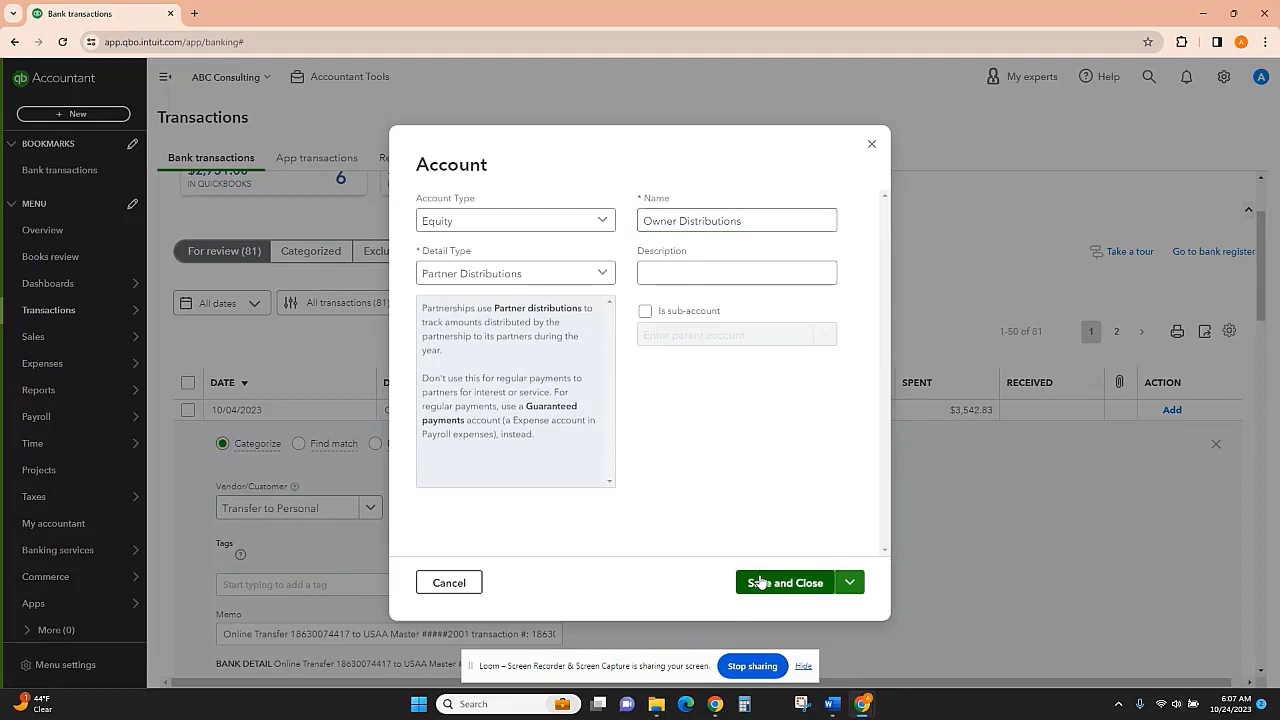 Bank transactions
app.qbo.intuit.com/app/banking#
qb Accountant
ABC Consulting
Accountant Tools
My experts
Help
A
+ New
BOOKMARKS
Bank transactions
MENU
Overview
Books review
Dashboards
Transactions
Sales
Expenses
Reports
Payroll
Time
Projects
Taxes
My accountant
Banking services
Commerce
Apps
More (0)
Menu settings
Transactions
Bank transactions
App transactions
IN QUICKBOOKS
6
For review (81)
Categorized
Take a tour
Go to bank register
All dates
All transactions (81)
1-50 of 81
1
2
DATE
SPENT
RECEIVED
ACTION
10/04/2023
$3,542.83
Add
Categorize
Find match
Vendor/Customer
Transfer to Personal
Tags
Start typing to add a tag
Memo
Online Transfer 18630074417 to USAA Master #####2001 transaction #: 1863
BANK DETAIL Online Transfer 18630074417 to USAA Master
Account
Account Type
Equity
* Name
Owner Distributions
* Detail Type
Partner Distributions
Description
Partnerships use Partner distributions to
track amounts distributed by the
partnership to its partners during the
year.
Don't use this for regular payments to
partners for interest or service. For
regular payments, use a Guaranteed
payments account (a Expense account in
Payroll expenses), instead.
Is sub-account
Enter parent account
Cancel
Save and Close
Loom – Screen Recorder & Screen Capture is sharing your screen.
Stop sharing
Hide
1
44°F
Clear
Search
6:07 AM
10/24/2023